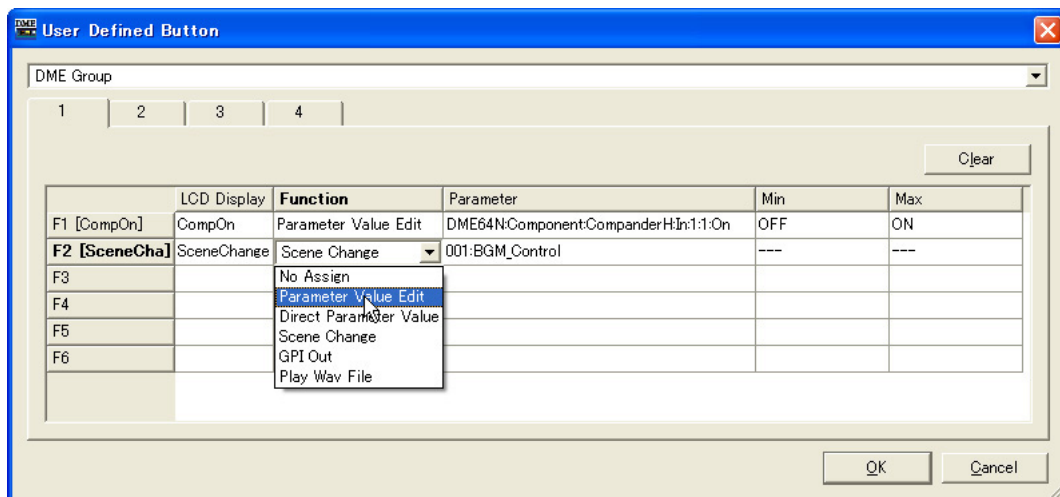 DME User Defined Button
DME Group
1 2 3 4
Clear
LCD Display Function Parameter Min Max
F1 [CompOn] CompOn Parameter Value Edit DME64N:Component:CompanderH:In:1:1:On OFF ON
F2 [SceneCha] SceneChange Scene Change 001:BGM_Control --- ---
F3 No Assign
Parameter Value Edit
F4 Direct Parameter Value
F5 Scene Change
F6 GPI Out
Play Wav File
OK Cancel